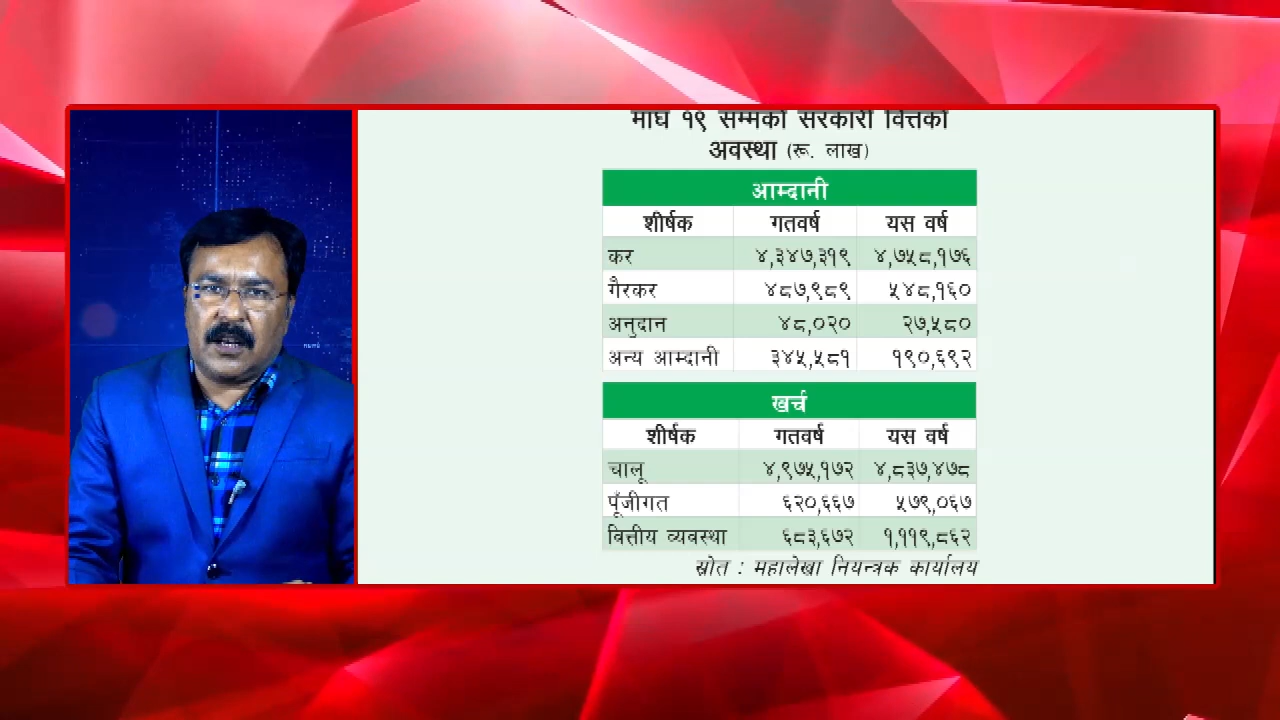 माघ १९ सम्मको सरकारी वित्तको
अवस्था (रू. लाख)
आम्दानी
शीर्षक गतवर्ष यस वर्ष
कर ४,३४७,३१९ ४,७५८,१७६
गैरकर ४८७,९८९ ५४८,१६०
अनुदान ४८,०२० २७,५८०
अन्य आम्दानी ३४५,५८१ १९०,६९२
खर्च
शीर्षक गतवर्ष यस वर्ष
चालू ४,९७५,१७२ ४,८३७,४७८
पूँजीगत ६२०,६६७ ५७९,०६७
वित्तीय व्यवस्था ६८३,६७२ १,११९,८६२
स्रोत : महालेखा नियन्त्रक कार्यालय